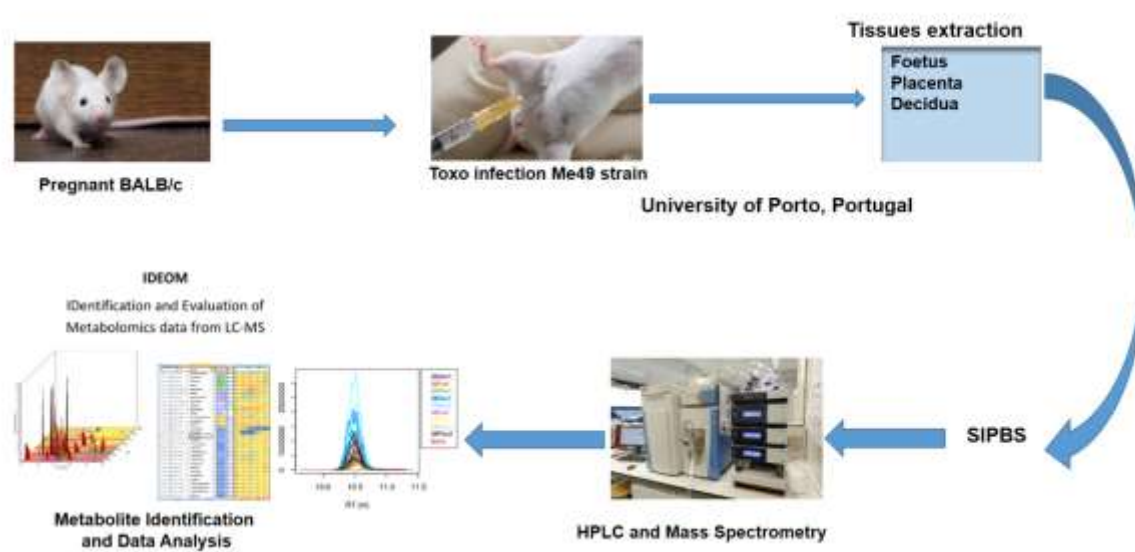 Tissues extraction
Foetus
Placenta
Decidua
Pregnant BALB/c
Toxo infection Me49 strain
University of Porto, Portugal
IDEOM
IDentification and Evaluation of
Metabolomics data from LC-MS
SIPBS
Metabolite Identification
and Data Analysis
HPLC and Mass Spectrometry